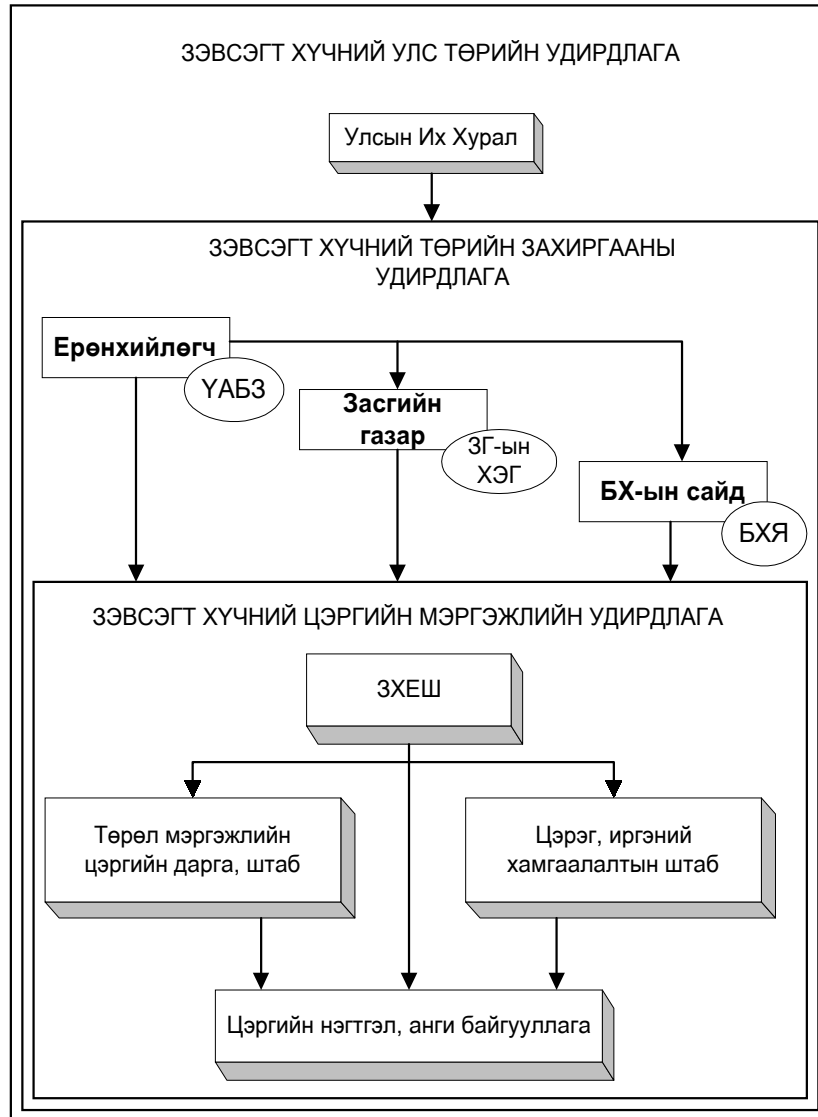 ЗЭВСЭГТ ХҮЧНИЙ УЛС ТӨРИЙН УДИРДЛАГА
Улсын Их Хурал
ЗЭВСЭГТ ХҮЧНИЙ ТӨРИЙН ЗАХИРГААНЫ
УДИРДЛАГА
Ерөнхийлөгч
ҮАБЗ
Засгийн
газар
ЗГ-ын
ХЭГ
БХ-ын сайд
БХЯ
ЗЭВСЭГТ ХҮЧНИЙ ЦЭРГИЙН МЭРГЭЖЛИЙН УДИРДЛАГА
ЗХЕШ
Төрөл мэргэжлийн
цэргийн дарга, штаб
Цэрэг, иргэний
хамгаалалтын штаб
Цэргийн нэгтгэл, анги байгууллага